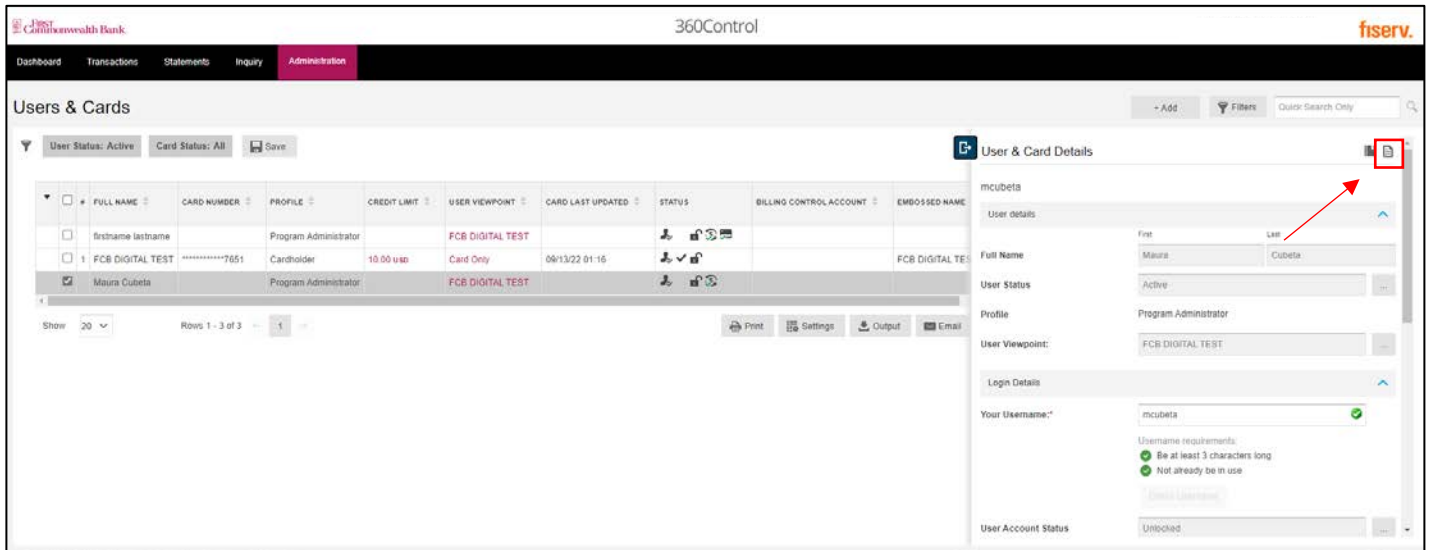 FIRST
Commonwealth Bank
360Control
fiserv.
Dashboard Transactions Statements Inquiry Administration
Users & Cards
+ Add Filters Quick Search Only
User Status: Active Card Status: All Save
User & Card Details
mcubeta
# FULL NAME CARD NUMBER PROFILE CREDIT LIMIT USER VIEWPOINT CARD LAST UPDATED STATUS BILLING CONTROL ACCOUNT EMBOSSED NAME
firstname lastname Program Administrator FCB DIGITAL TEST
1 FCB DIGITAL TEST ************7651 Cardholder 10.00 USD Card Only 09/13/22 01:16 FCB DIGITAL TES
Maura Cubeta Program Administrator FCB DIGITAL TEST
Show 20 Rows 1 - 3 of 3 1
Print Settings Output Email
User details
First Last
Full Name Maura Cubeta
User Status Active ...
Profile Program Administrator
User Viewpoint: FCB DIGITAL TEST ...
Login Details
Your Username:* mcubeta
Username requirements:
Be at least 3 characters long
Not already be in use
User Account Status Unlocked ...